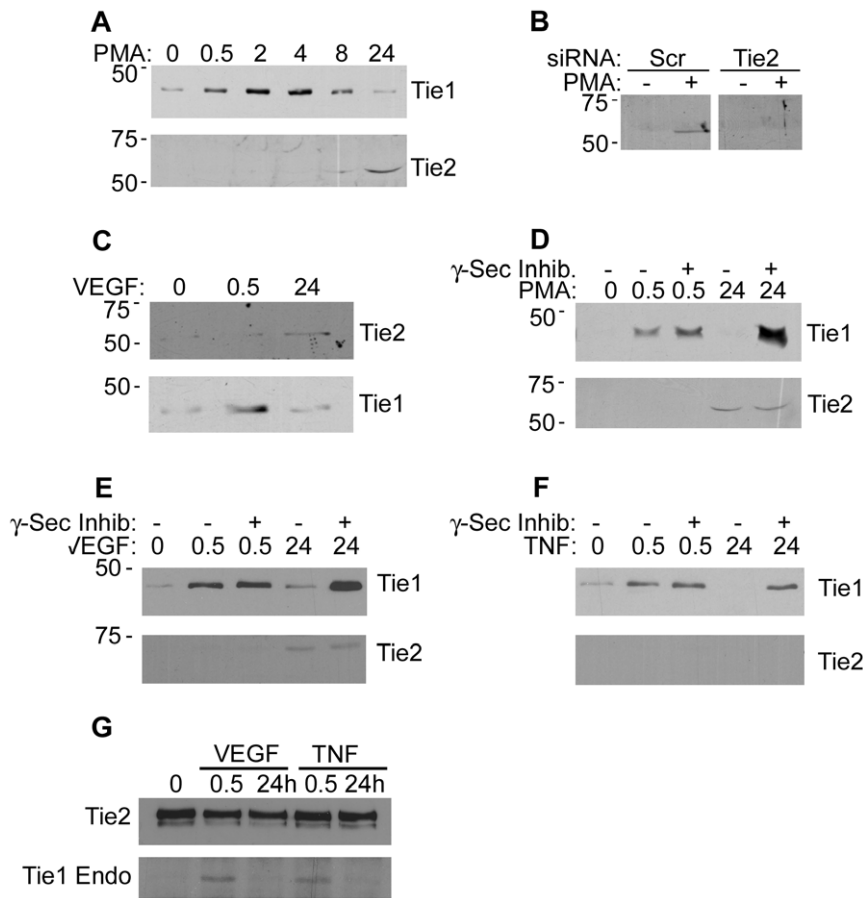 A
PMA: 0 0.5 2 4 8 24
50 -
Tie1
75 -
50 -
Tie2
B
siRNA: Scr Tie2
PMA: - + - +
75 -
50 -
C
VEGF: 0 0.5 24
75 -
50 -
Tie2
50 -
Tie1
D
γ-Sec Inhib. - - + - +
PMA: 0 0.5 0.5 24 24
50 -
Tie1
75 -
50 -
Tie2
E
γ-Sec Inhib: - - + - +
√EGF: 0 0.5 0.5 24 24
50 -
Tie1
75 -
Tie2
F
γ-Sec Inhib: - - + - +
TNF: 0 0.5 0.5 24 24
50 -
Tie1
Tie2
G
VEGF TNF
0 0.5 24h 0.5 24h
Tie2
Tie1 Endo